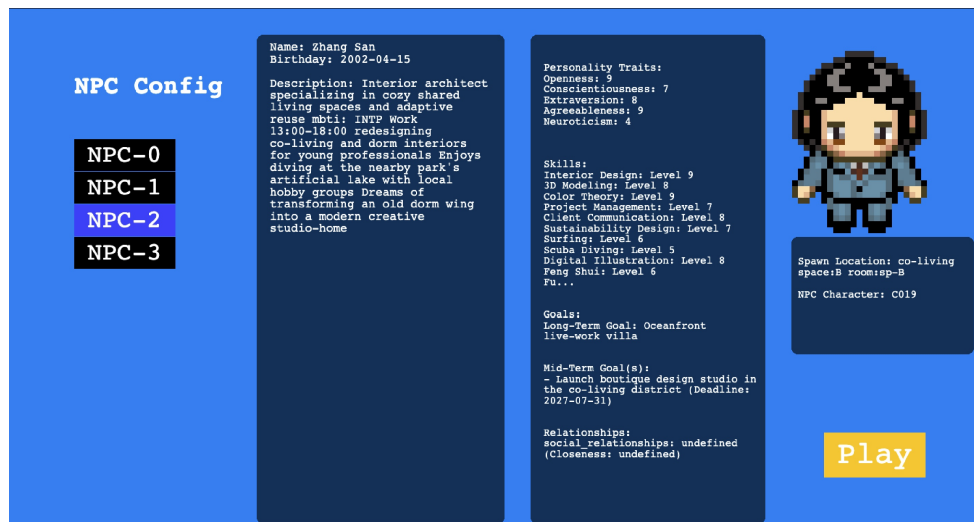 NPC Config
NPC-0
NPC-1
NPC-2
NPC-3
Name: Zhang San
Birthday: 2002-04-15
Description: Interior architect
specializing in cozy shared
living spaces and adaptive
reuse mbti: INTP Work
13:00-18:00 redesigning
co-living and dorm interiors
for young professionals Enjoys
diving at the nearby park's
artificial lake with local
hobby groups Dreams of
transforming an old dorm wing
into a modern creative
studio-home
Personality Traits:
Openness: 9
Conscientiousness: 7
Extraversion: 8
Agreeableness: 9
Neuroticism: 4
Skills:
Interior Design: Level 9
3D Modeling: Level 8
Color Theory: Level 9
Project Management: Level 7
Client Communication: Level 8
Sustainability Design: Level 7
Surfing: Level 6
Scuba Diving: Level 5
Digital Illustration: Level 8
Feng Shui: Level 6
Fu...
Goals:
Long-Term Goal: Oceanfront
live-work villa
Mid-Term Goal(s):
- Launch boutique design studio in
the co-living district (Deadline:
2027-07-31)
Relationships:
social_relationships: undefined
(Closeness: undefined)
Spawn Location: co-living
space:B room:sp-B
NPC Character: C019
Play